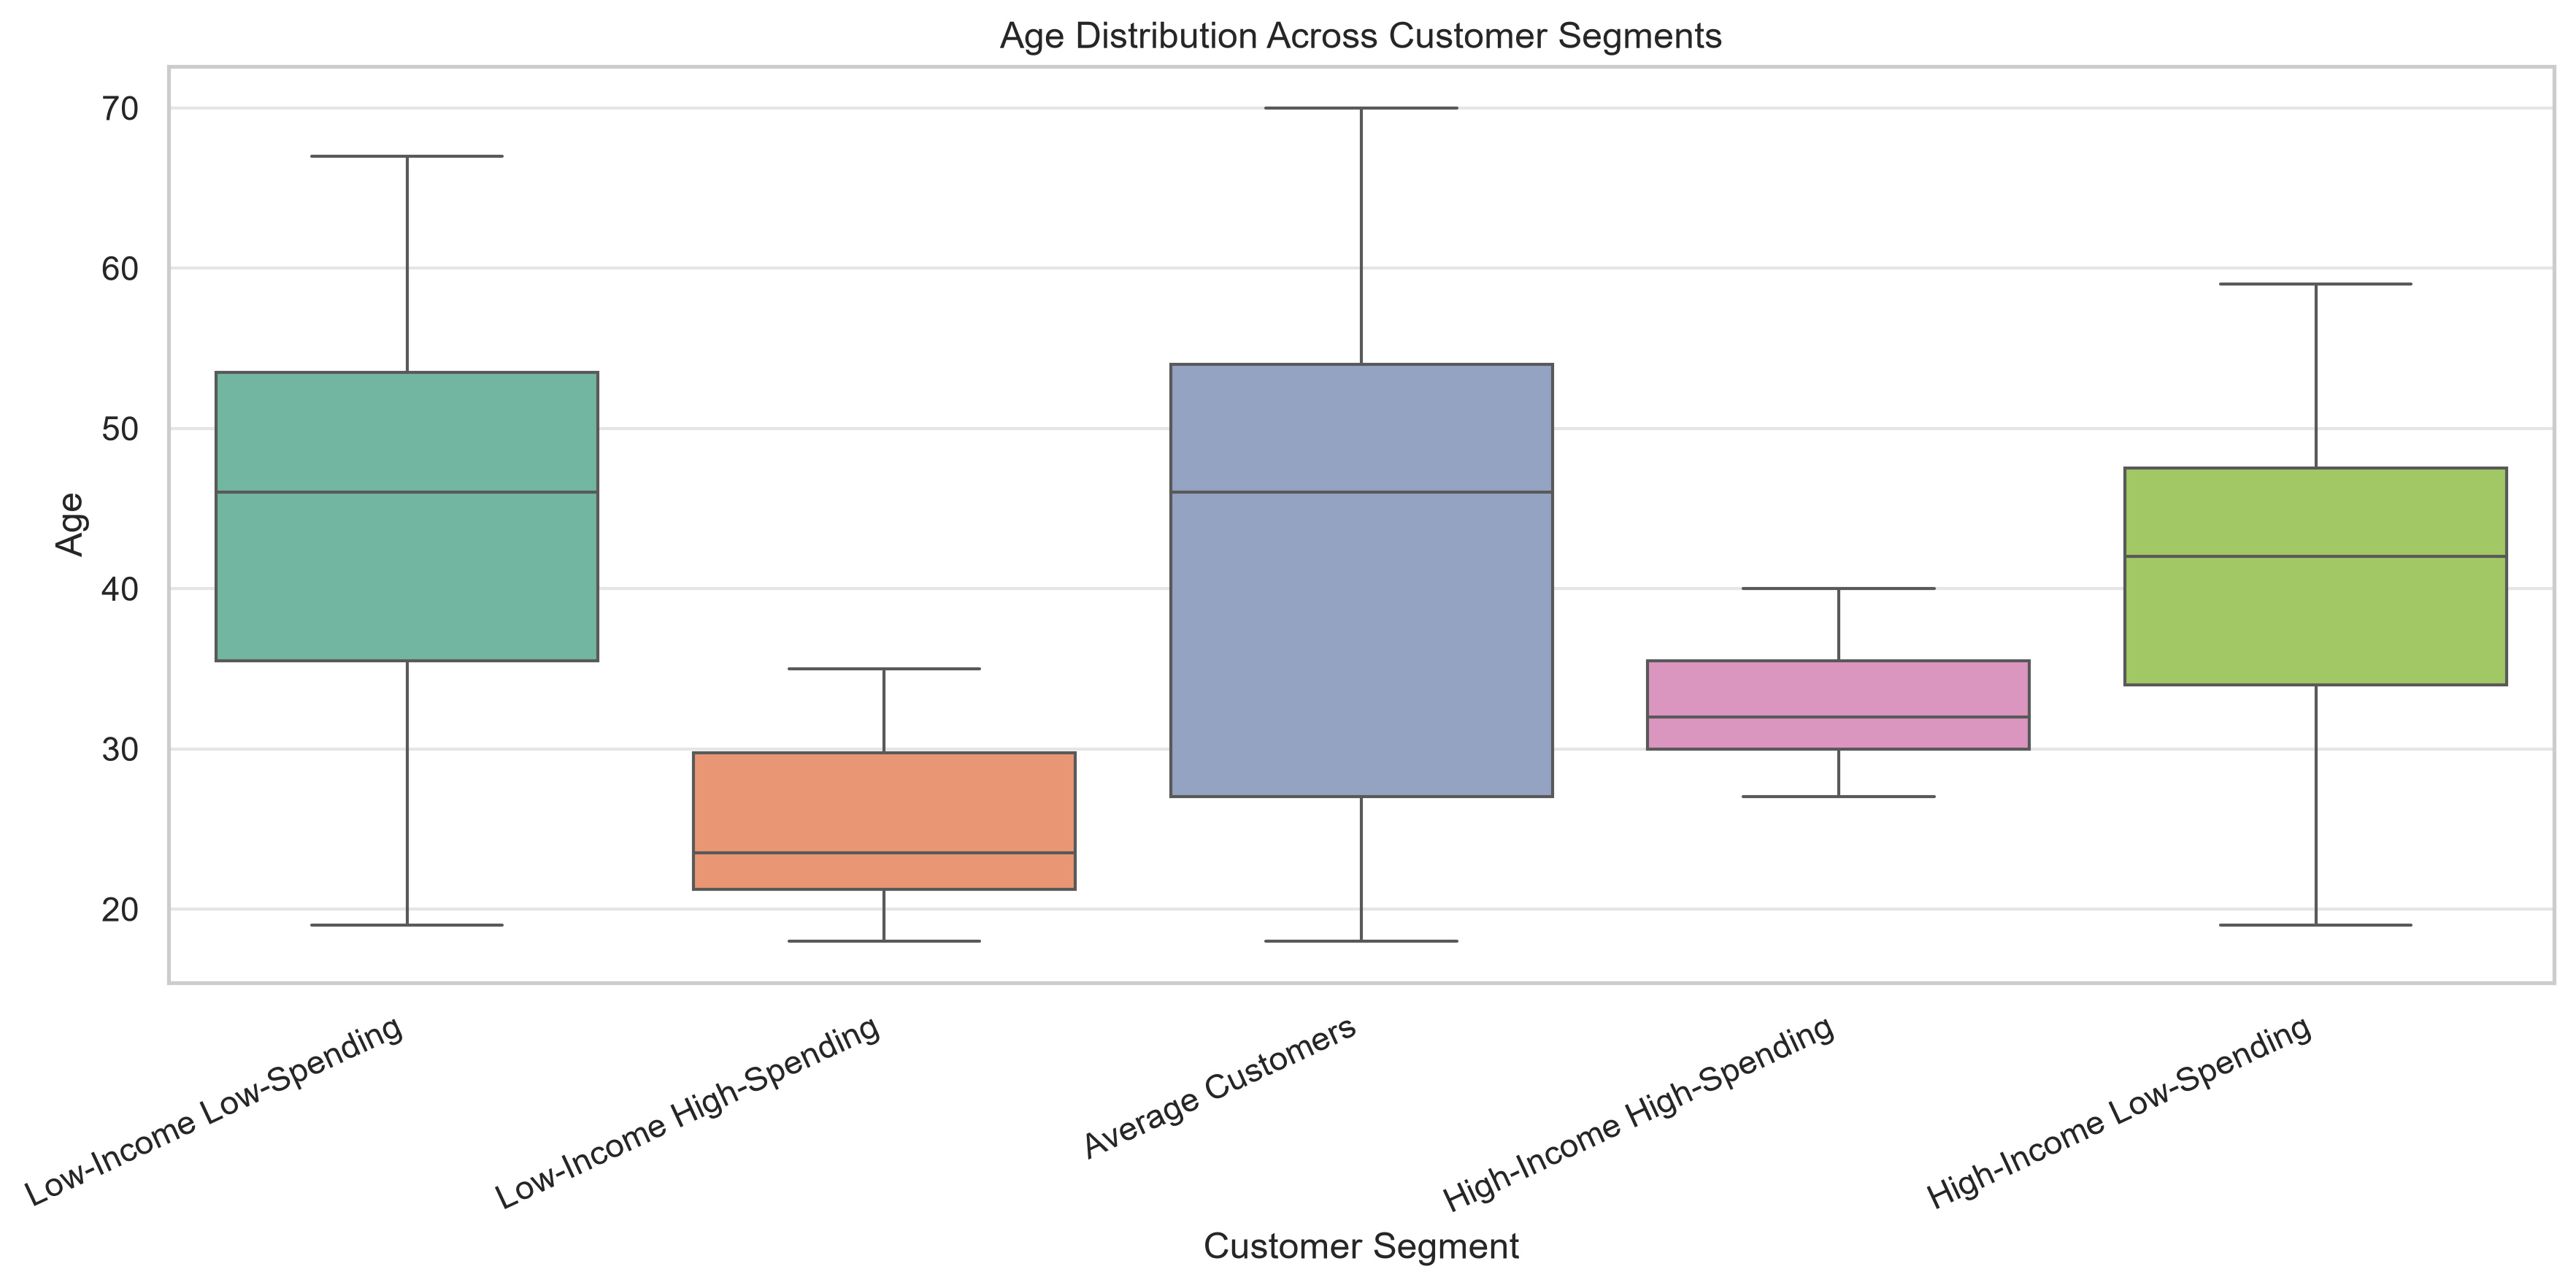 Age Distribution Across Customer Segments
70
60
50
40
30
20
Age
Low-Income Low-Spending
Low-Income High-Spending
Average Customers
High-Income High-Spending
High-Income Low-Spending
Customer Segment